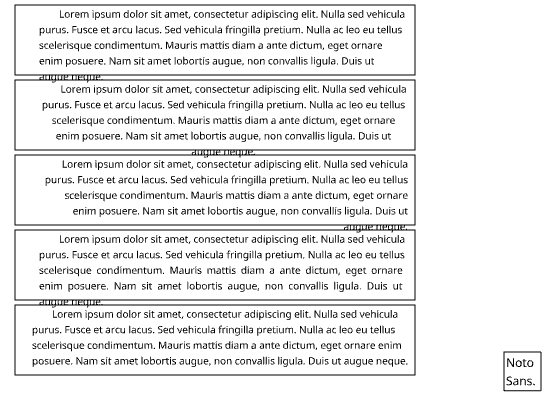 Lorem ipsum dolor sit amet, consectetur adipiscing elit. Nulla sed vehicula
purus. Fusce et arcu lacus. Sed vehicula fringilla pretium. Nulla ac leo eu tellus
scelerisque condimentum. Mauris mattis diam a ante dictum, eget ornare
enim posuere. Nam sit amet lobortis augue, non convallis ligula. Duis ut
augue neque.
Lorem ipsum dolor sit amet, consectetur adipiscing elit. Nulla sed vehicula
purus. Fusce et arcu lacus. Sed vehicula fringilla pretium. Nulla ac leo eu tellus
scelerisque condimentum. Mauris mattis diam a ante dictum, eget ornare
enim posuere. Nam sit amet lobortis augue, non convallis ligula. Duis ut
augue neque.
Lorem ipsum dolor sit amet, consectetur adipiscing elit. Nulla sed vehicula
purus. Fusce et arcu lacus. Sed vehicula fringilla pretium. Nulla ac leo eu tellus
scelerisque condimentum. Mauris mattis diam a ante dictum, eget ornare
enim posuere. Nam sit amet lobortis augue, non convallis ligula. Duis ut
augue neque.
Lorem ipsum dolor sit amet, consectetur adipiscing elit. Nulla sed vehicula
purus. Fusce et arcu lacus. Sed vehicula fringilla pretium. Nulla ac leo eu tellus
scelerisque condimentum. Mauris mattis diam a ante dictum, eget ornare
enim posuere. Nam sit amet lobortis augue, non convallis ligula. Duis ut
augue neque.
Lorem ipsum dolor sit amet, consectetur adipiscing elit. Nulla sed vehicula
purus. Fusce et arcu lacus. Sed vehicula fringilla pretium. Nulla ac leo eu tellus
scelerisque condimentum. Mauris mattis diam a ante dictum, eget ornare enim
posuere. Nam sit amet lobortis augue, non convallis ligula. Duis ut augue neque.
Noto
Sans.